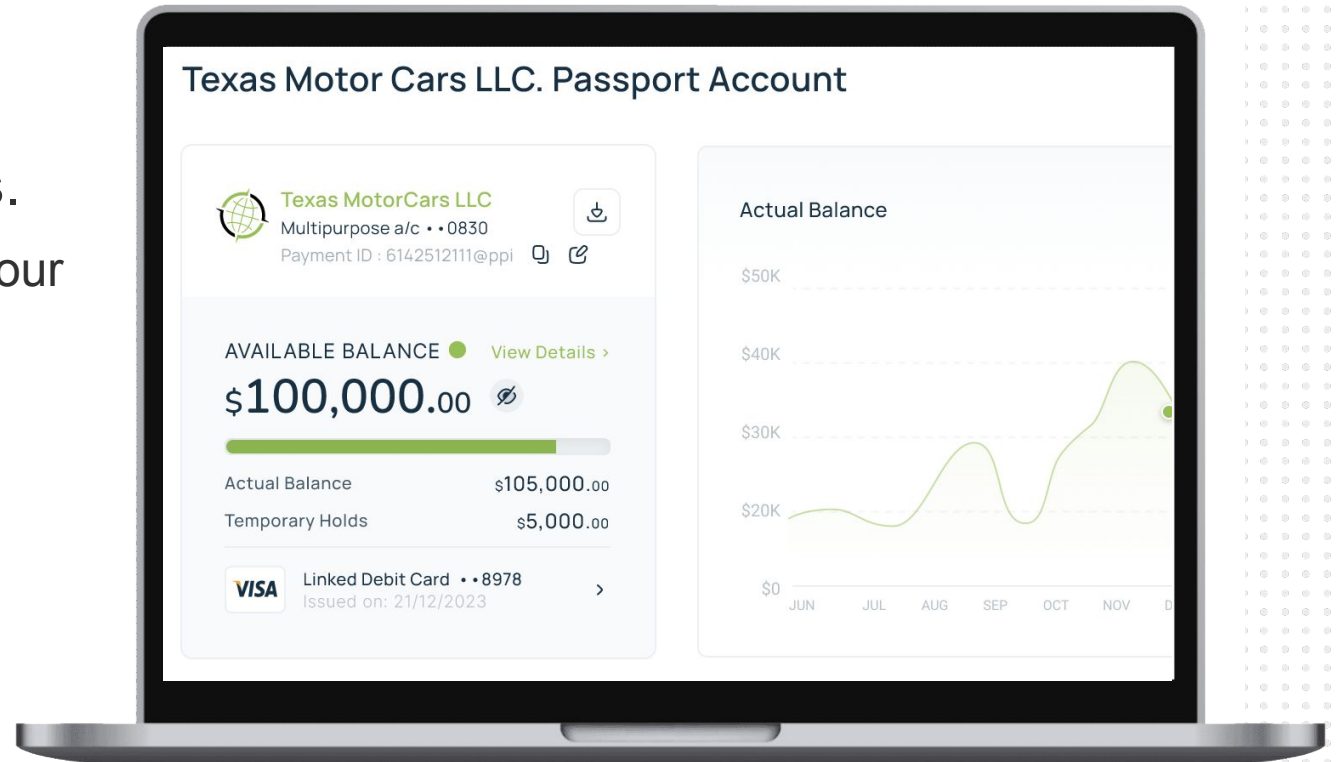 s.
our
Texas Motor Cars LLC. Passport Account
Texas MotorCars LLC
Multipurpose a/c ••0830
Payment ID : 6142512111@ppi
AVAILABLE BALANCE
View Details >
$100,000.00
Actual Balance $105,000.00
Temporary Holds $5,000.00
VISA
Linked Debit Card ••8978
Issued on: 21/12/2023
Actual Balance
$50K
$40K
$30K
$20K
$0
JUN JUL AUG SEP OCT NOV D